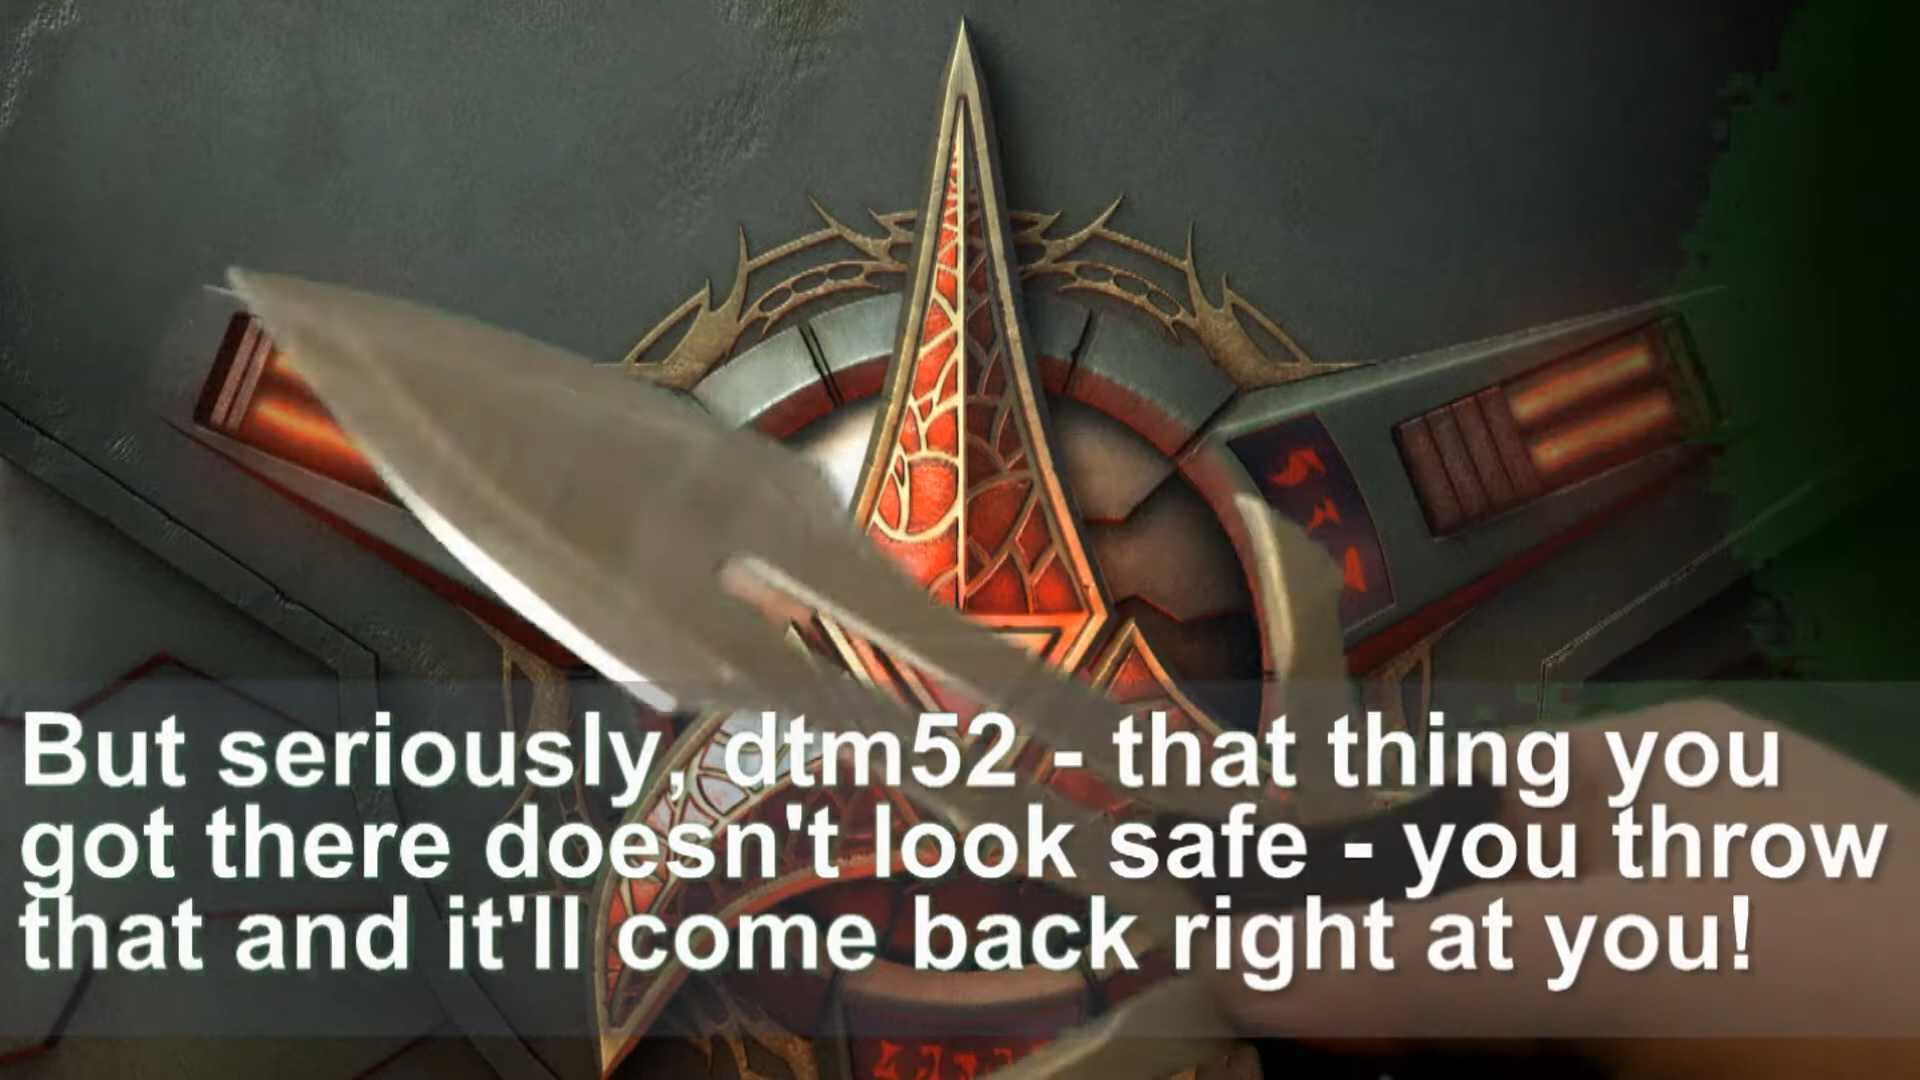 But seriously, dtm52 - that thing you
got there doesn't look safe - you throw
that and it'll come back right at you!